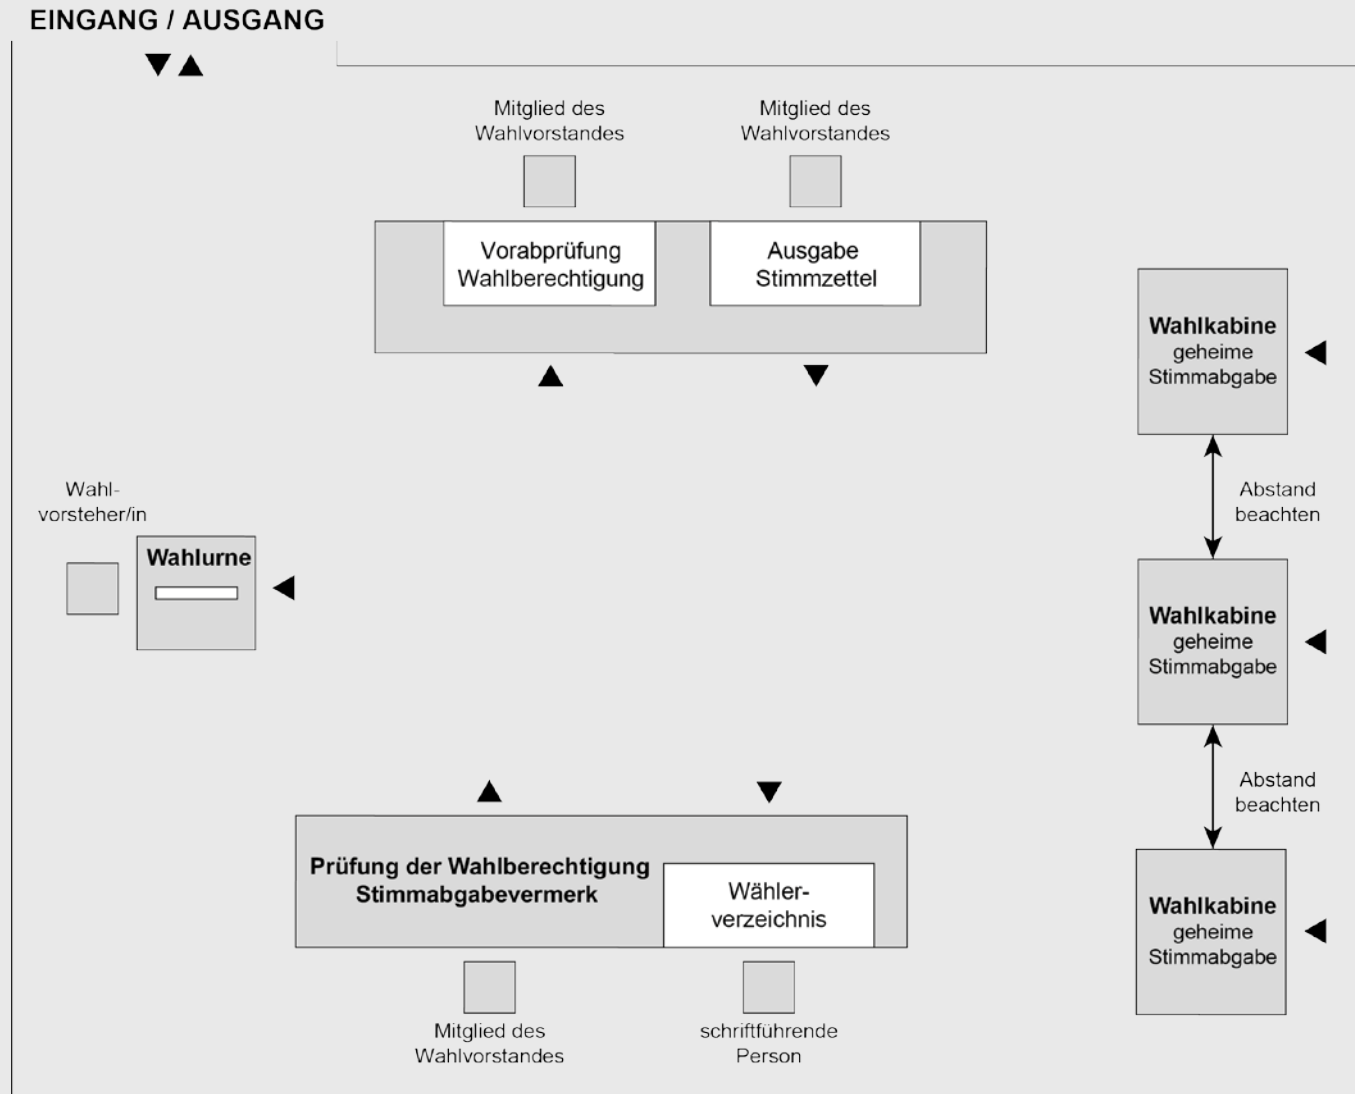 EINGANG / AUSGANG
Mitglied des
Wahlvorstandes
Mitglied des
Wahlvorstandes
Vorabprüfung
Wahlberechtigung
Ausgabe
Stimmzettel
Wahlkabine
geheime
Stimmabgabe
Abstand
beachten
Wahl-
vorsteher/in
Wahlurne
Wahlkabine
geheime
Stimmabgabe
Abstand
beachten
Prüfung der Wahlberechtigung
Stimmabgabevermerk
Wähler-
verzeichnis
Wahlkabine
geheime
Stimmabgabe
Mitglied des
Wahlvorstandes
schriftführende
Person